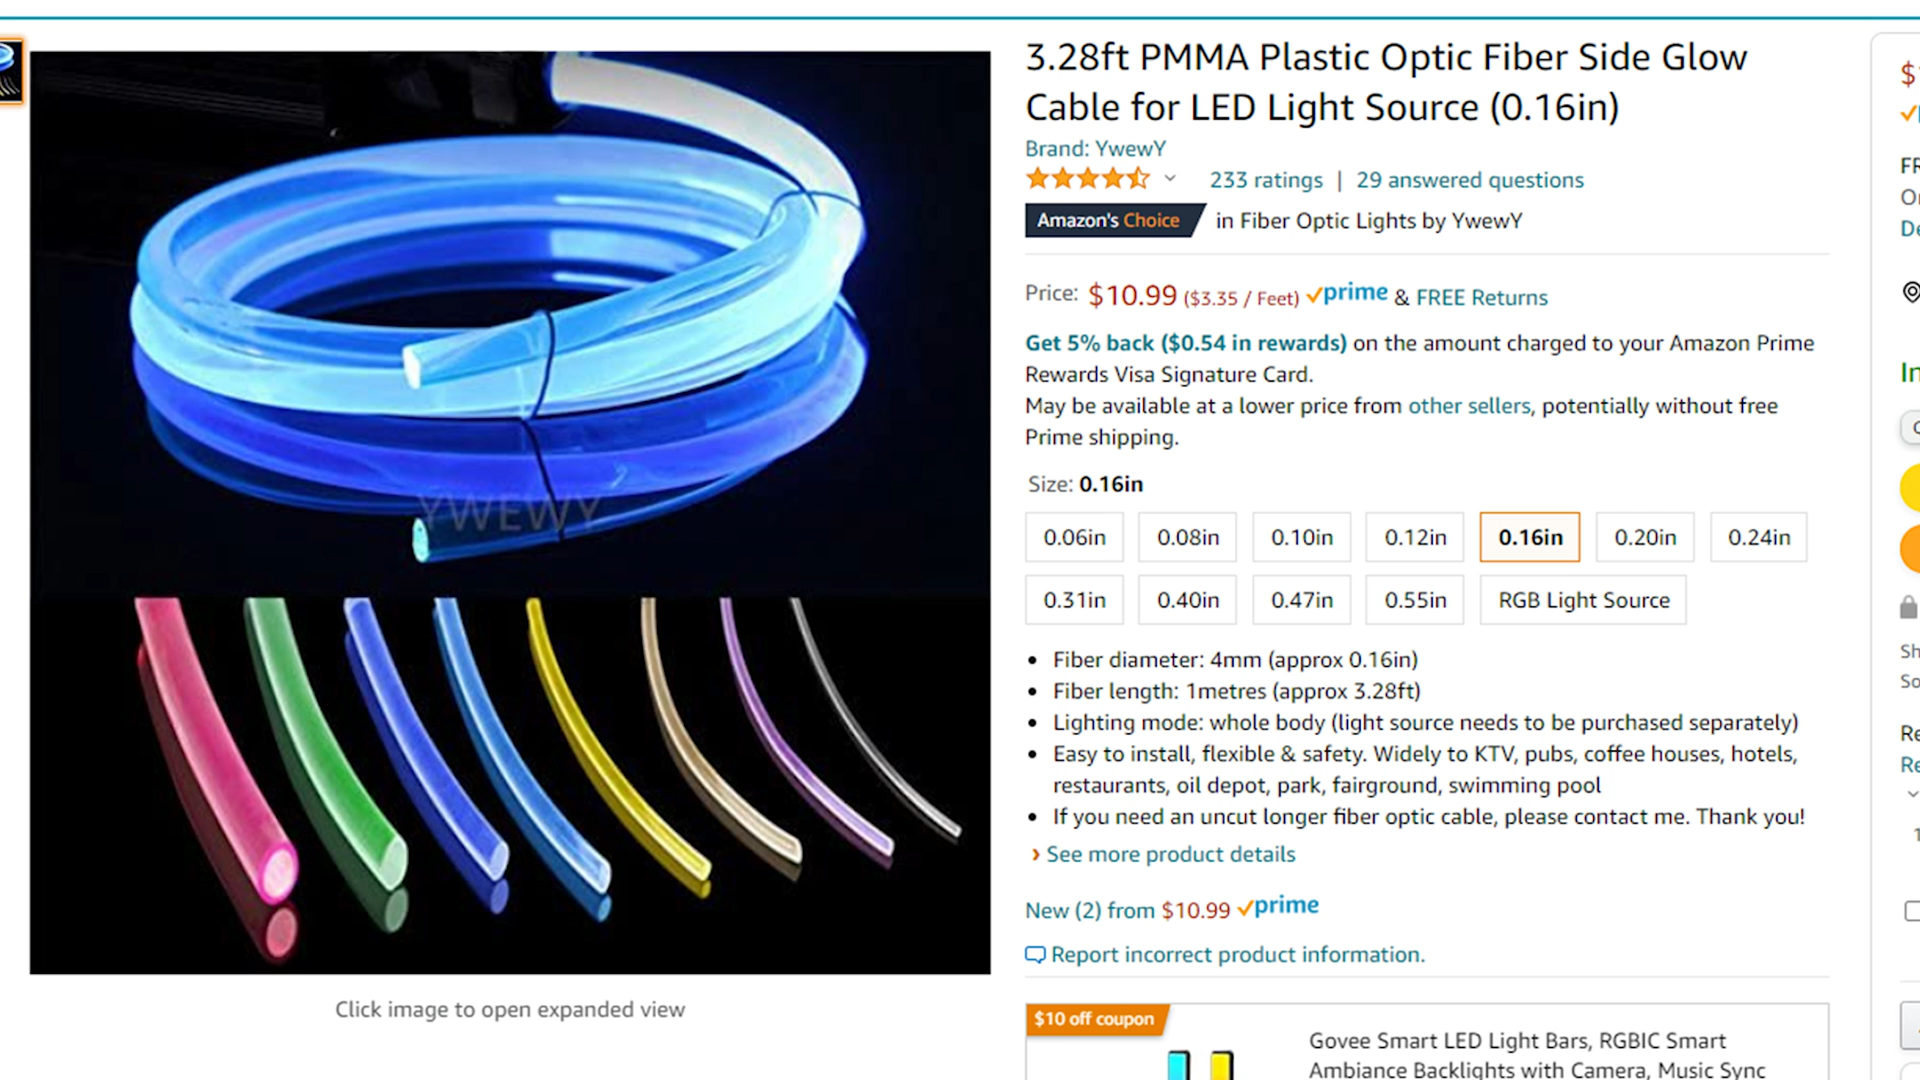 3.28ft PMMA Plastic Optic Fiber Side Glow
Cable for LED Light Source (0.16in)
Brand: YwewY
233 ratings | 29 answered questions
Amazon's Choice in Fiber Optic Lights by YwewY
Price: $10.99 ($3.35 / Feet) prime & FREE Returns
Get 5% back ($0.54 in rewards) on the amount charged to your Amazon Prime
Rewards Visa Signature Card.
May be available at a lower price from other sellers, potentially without free
Prime shipping.
Size: 0.16in
0.06in 0.08in 0.10in 0.12in 0.16in 0.20in 0.24in
0.31in 0.40in 0.47in 0.55in RGB Light Source
• Fiber diameter: 4mm (approx 0.16in)
• Fiber length: 1metres (approx 3.28ft)
• Lighting mode: whole body (light source needs to be purchased separately)
• Easy to install, flexible & safety. Widely to KTV, pubs, coffee houses, hotels,
restaurants, oil depot, park, fairground, swimming pool
• If you need an uncut longer fiber optic cable, please contact me. Thank you!
› See more product details
New (2) from $10.99 prime
Report incorrect product information.
$10 off coupon
Govee Smart LED Light Bars, RGBIC Smart
Ambiance Backlights with Camera, Music Sync
YWEWY
Click image to open expanded view